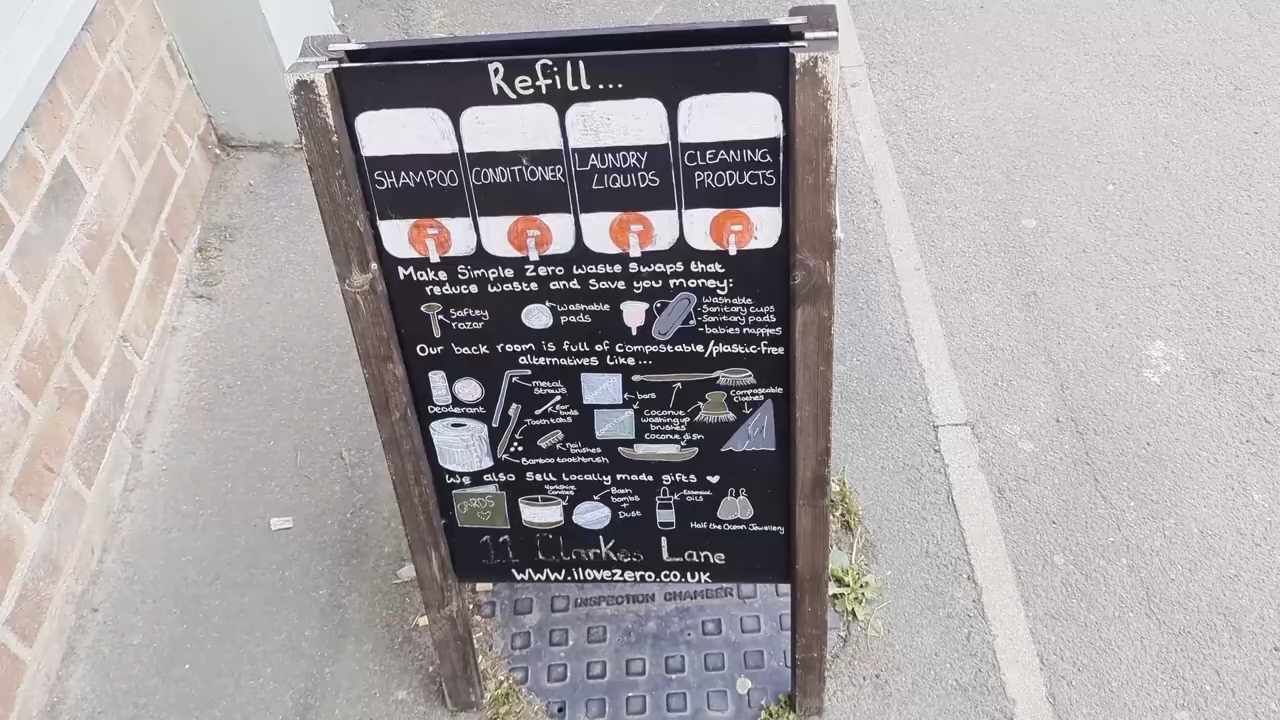 Refill...
SHAMPOO
CONDITIONER
LAUNDRY
LIQUIDS
CLEANING
PRODUCTS
Make Simple Zero waste swaps that
reduce waste and save you money:
Saftey
razar
washable
pads
washable
-Sanitary cups
-Sanitary pads
-babies nappies
Our back room is full of compostable/plastic-free
alternatives like...
Deoderant
metal
straws
Ear
buds
Tooth tabs
nail
brushes
Bamboo toothbrush
bars
Coconut
washing up
brushes
Coconut dish
Compostable
clothes
We also sell locally made gifts
CARDS
Yorkshire
Candles
Bath
bombs
+
Dust
Essential
oils
Half the Ocean Jewellery
11 Clarkes Lane
www.ilovezero.co.uk
INSPECTION CHAMBER